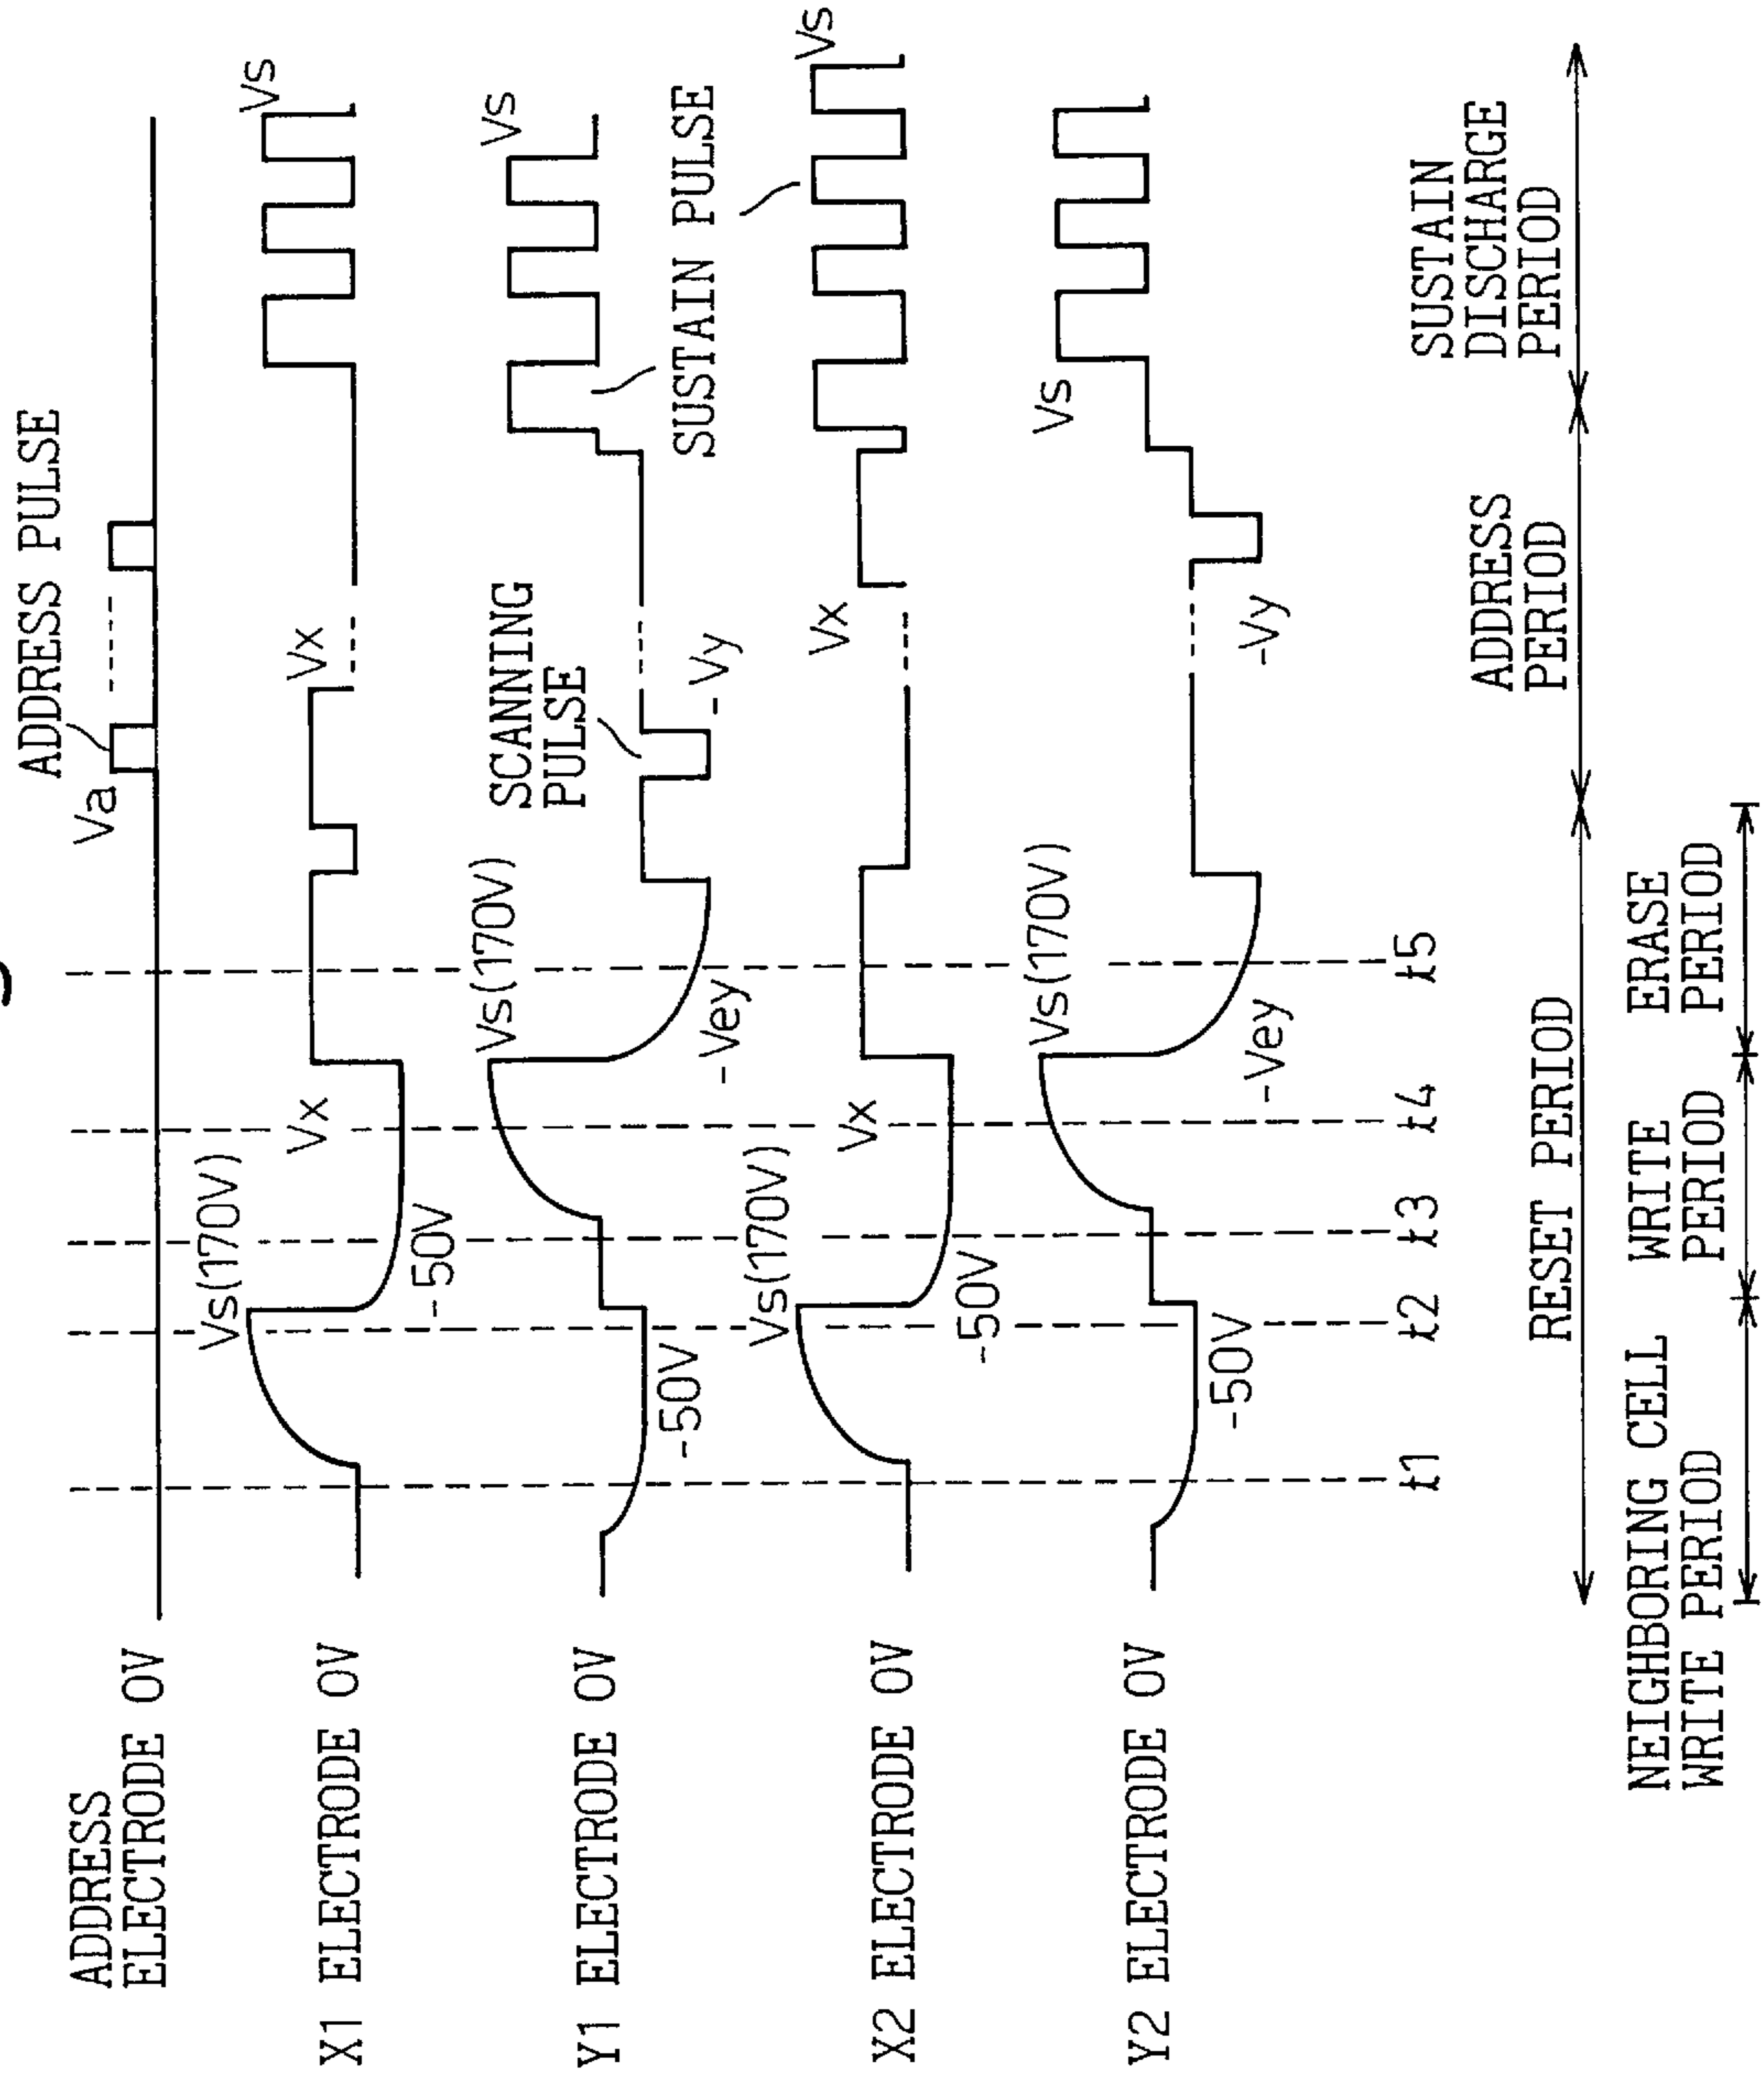 ADDRESS PULSE
Va
ADDRESS
ELECTRODE 0V
Vs(170V)
Vx
Vx
Vs
X1 ELECTRODE 0V
-50V
Vs(170V)
SCANNING
PULSE
Vs
Y1 ELECTRODE 0V
-50V
-Vey
-Vy
SUSTAIN PULSE
Vs(170V)
Vx
Vx
Vs
X2 ELECTRODE 0V
-50V
Vs(170V)
Vs
Y2 ELECTRODE 0V
-50V
-Vey
-Vy
t1
t2
t3
t4
t5
RESET PERIOD
ADDRESS
PERIOD
SUSTAIN
DISCHARGE
PERIOD
NEIGHBORING CELL
WRITE PERIOD
WRITE
PERIOD
ERASE
PERIOD